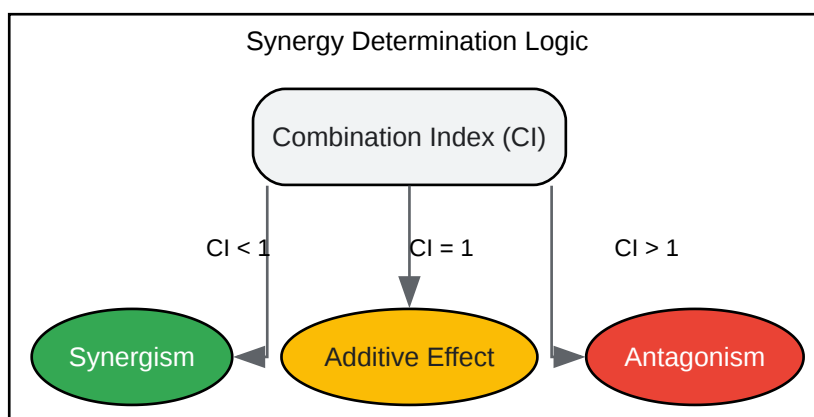 Synergy Determination Logic
Combination Index (CI)
CI < 1
CI = 1
CI > 1
Synergism
Additive Effect
Antagonism